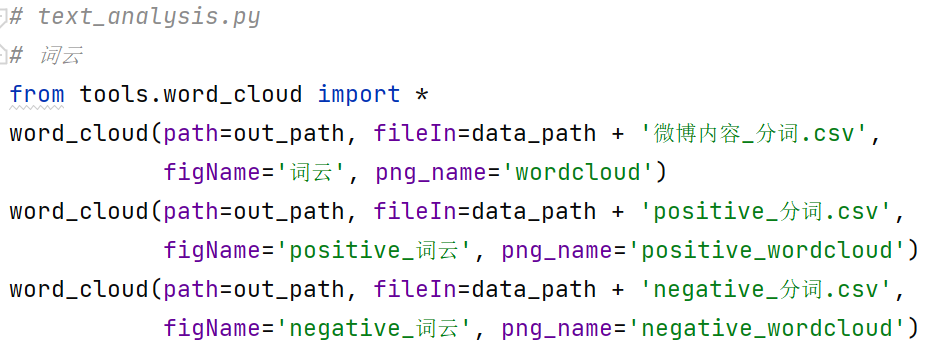 # text_analysis.py
# 词云
from tools.word_cloud import *
word_cloud(path=out_path, fileIn=data_path + '微博内容_分词.csv',
           figName='词云', png_name='wordcloud')
word_cloud(path=out_path, fileIn=data_path + 'positive_分词.csv',
           figName='positive_词云', png_name='positive_wordcloud')
word_cloud(path=out_path, fileIn=data_path + 'negative_分词.csv',
           figName='negative_词云', png_name='negative_wordcloud')